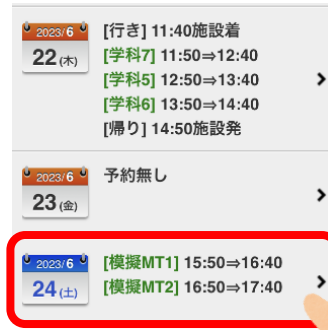 2023/6
22(木)
[行き] 11:40施設着
[学科7] 11:50⇒12:40
[学科5] 12:50⇒13:40
[学科6] 13:50⇒14:40
[帰り] 14:50施設発
2023/6
23(金)
予約無し
2023/6
24(土)
[模擬MT1] 15:50⇒16:40
[模擬MT2] 16:50⇒17:40